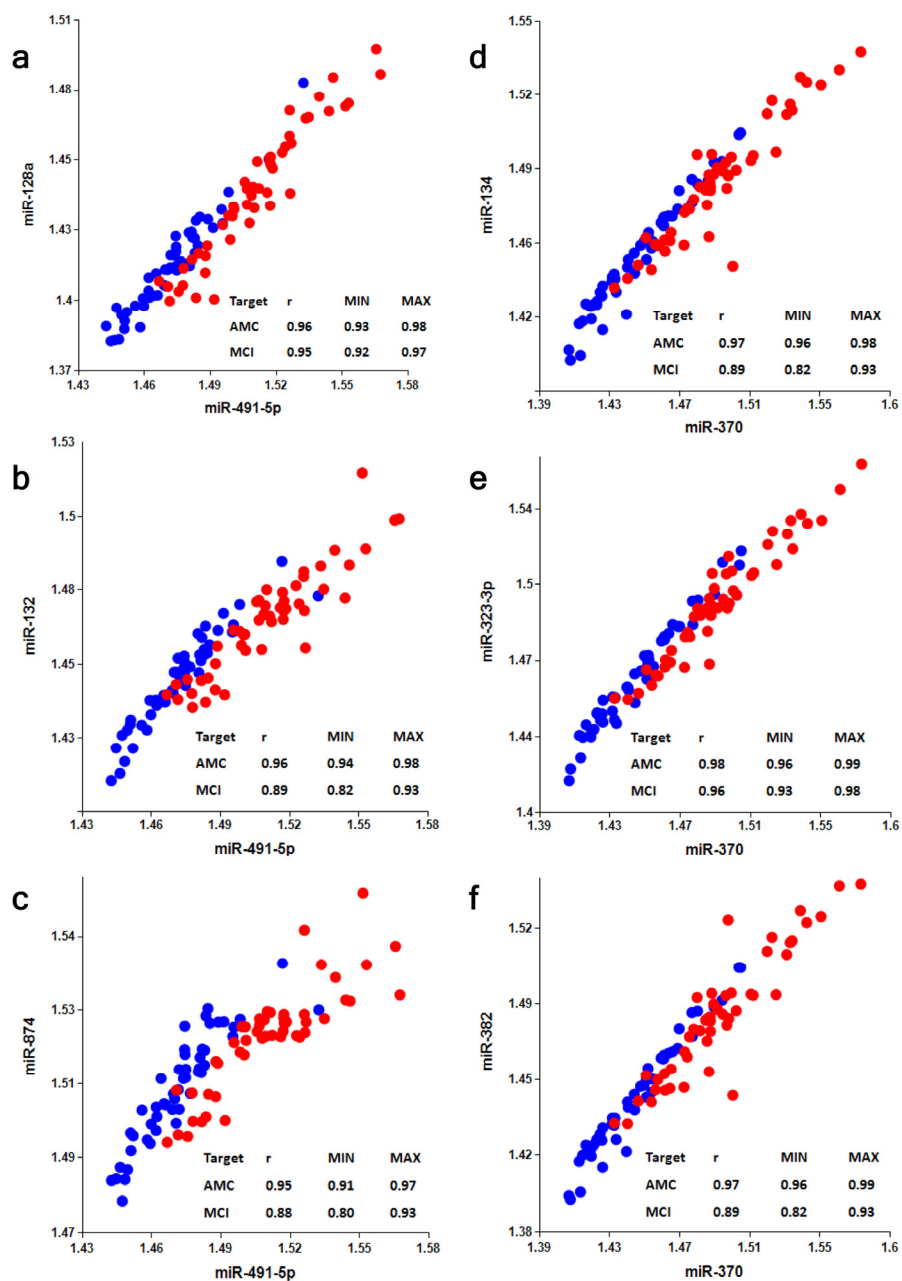 a
1.51
1.48
1.45
1.43
1.4
1.37
miR-128a
Target r MIN MAX
AMC 0.96 0.93 0.98
MCI 0.95 0.92 0.97
1.43 1.46 1.49 1.52 1.55 1.58
miR-491-5p
d
1.52
1.49
1.46
1.42
miR-134
Target r MIN MAX
AMC 0.97 0.96 0.98
MCI 0.89 0.82 0.93
1.39 1.43 1.47 1.51 1.55 1.6
miR-370
b
1.53
1.5
1.48
1.45
1.43
miR-132
Target r MIN MAX
AMC 0.96 0.94 0.98
MCI 0.89 0.82 0.93
1.43 1.46 1.49 1.52 1.55 1.58
miR-491-5p
e
1.54
1.5
1.47
1.44
1.4
miR-323-3p
Target r MIN MAX
AMC 0.98 0.96 0.99
MCI 0.96 0.93 0.98
1.39 1.43 1.47 1.51 1.55 1.6
miR-370
c
1.54
1.53
1.51
1.49
1.47
miR-874
Target r MIN MAX
AMC 0.95 0.91 0.97
MCI 0.88 0.80 0.93
1.43 1.46 1.49 1.52 1.55 1.58
miR-491-5p
f
1.52
1.49
1.45
1.42
1.38
miR-382
Target r MIN MAX
AMC 0.97 0.96 0.99
MCI 0.89 0.82 0.93
1.39 1.43 1.47 1.51 1.55 1.6
miR-370